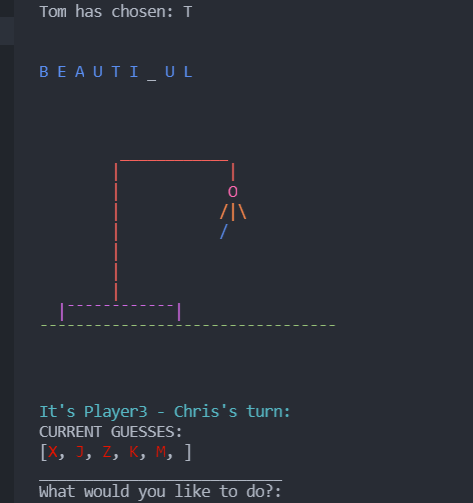 Tom has chosen: T
B E A U T I _ U L
O
/|\
/
It's Player3 - Chris's turn:
CURRENT GUESSES:
[X, J, Z, K, M, ]
What would you like to do?: